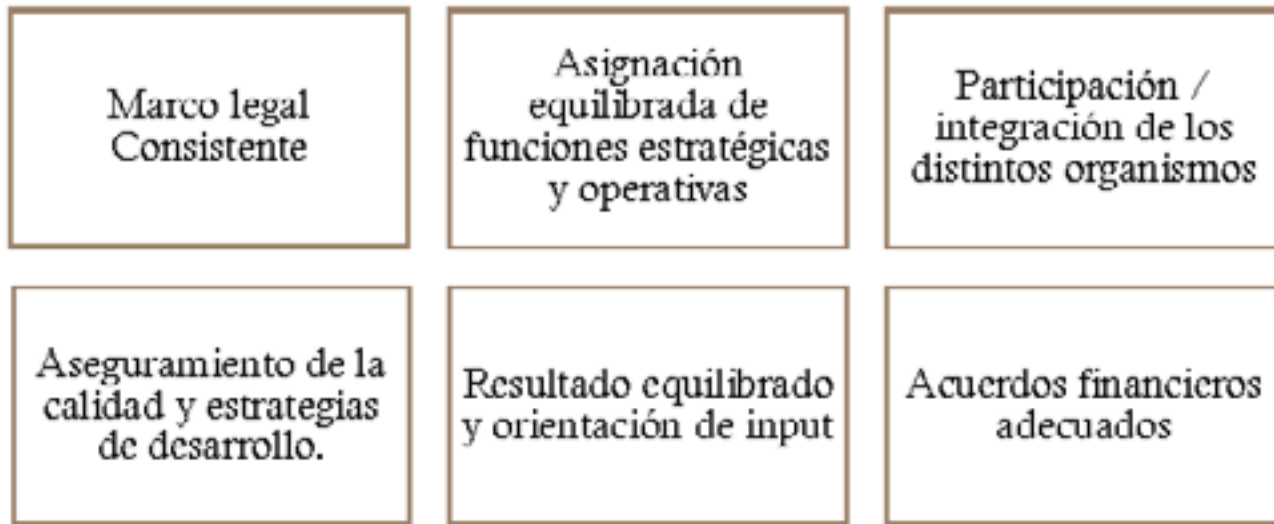 Marco legal
Consistente
Asignación
equilibrada de
funciones estratégicas
y operativas
Participación /
integración de los
distintos organismos
Aseguramiento de la
calidad y estrategias
de desarrollo.
Resultado equilibrado
y orientación de input
Acuerdos financieros
adecuados